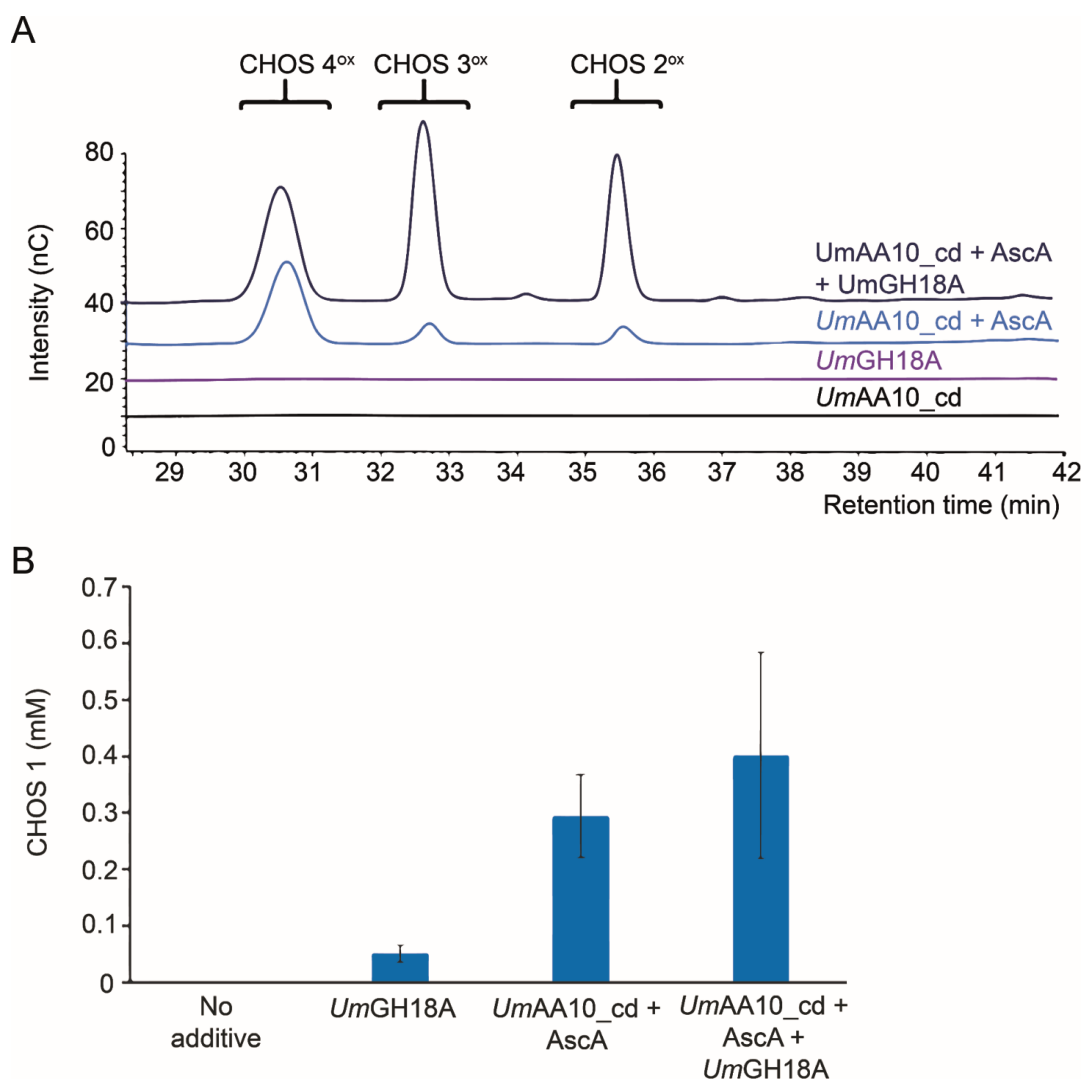 A
CHOS 4ox CHOS 3ox CHOS 2ox
80
60
40
20
0
Intensity (nC)
UmAA10_cd + AscA
+ UmGH18A
UmAA10_cd + AscA
UmGH18A
UmAA10_cd
29 30 31 32 33 34 35 36 37 38 39 40 41 42
Retention time (min)
B
0.7
0.6
0.5
0.4
0.3
0.2
0.1
0
CHOS 1 (mM)
No
additive
UmGH18A
UmAA10_cd +
AscA
UmAA10_cd +
AscA +
UmGH18A